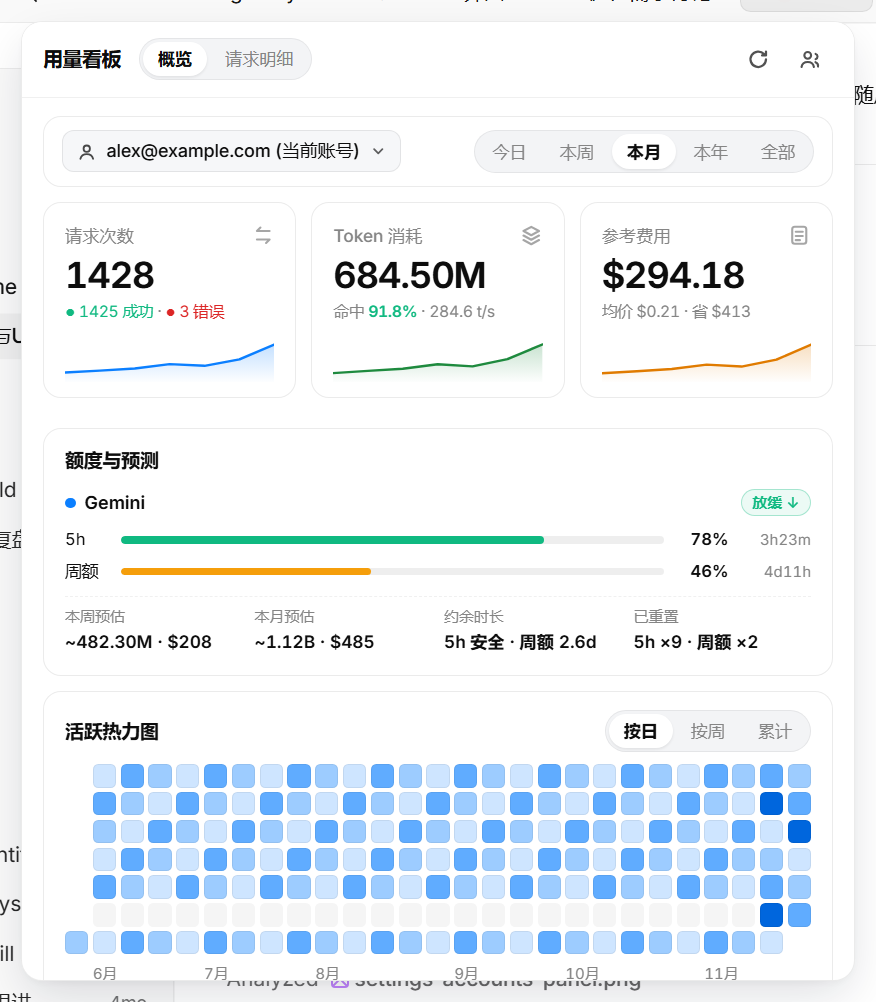 用量看板 概览 请求明细
随
alex@example.com (当前账号) 今日 本周 本月 本年 全部
请求次数 Token 消耗 参考费用
1428 684.50M $294.18
1425 成功 · 3 错误 命中 91.8% · 284.6 t/s 均价 $0.21 · 省 $413
额度与预测
Gemini 放缓 ↓
5h 78% 3h23m
周额 46% 4d11h
本周预估 本月预估 约余时长 已重置
~482.30M · $208 ~1.12B · $485 5h 安全 · 周额 2.6d 5h ×9 · 周额 ×2
活跃热力图 按日 按周 累计
6月 7月 8月 9月 10月 11月
Analyzed settings_accounts_panel.png
4mo